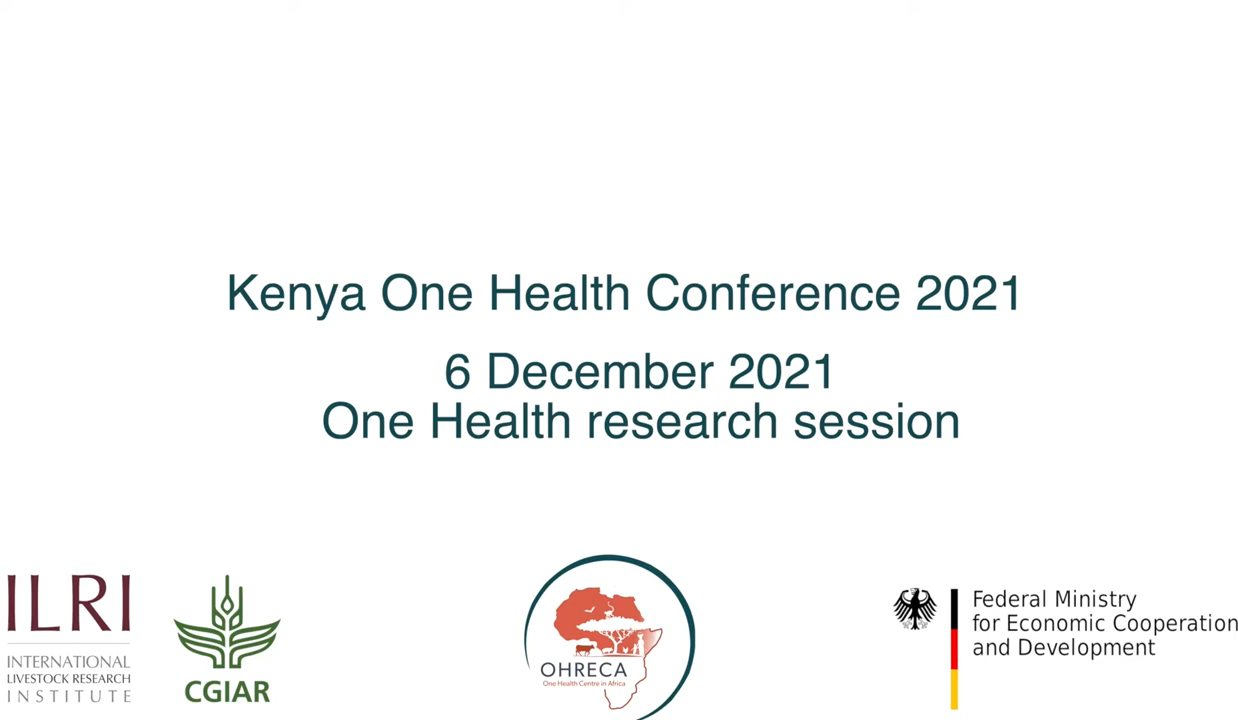 Kenya One Health Conference 2021
6 December 2021
One Health research session
ILRI
INTERNATIONAL
LIVESTOCK RESEARCH
INSTITUTE
CGIAR
OHRECA
One Health Centre in Africa
Federal Ministry
for Economic Cooperation
and Development